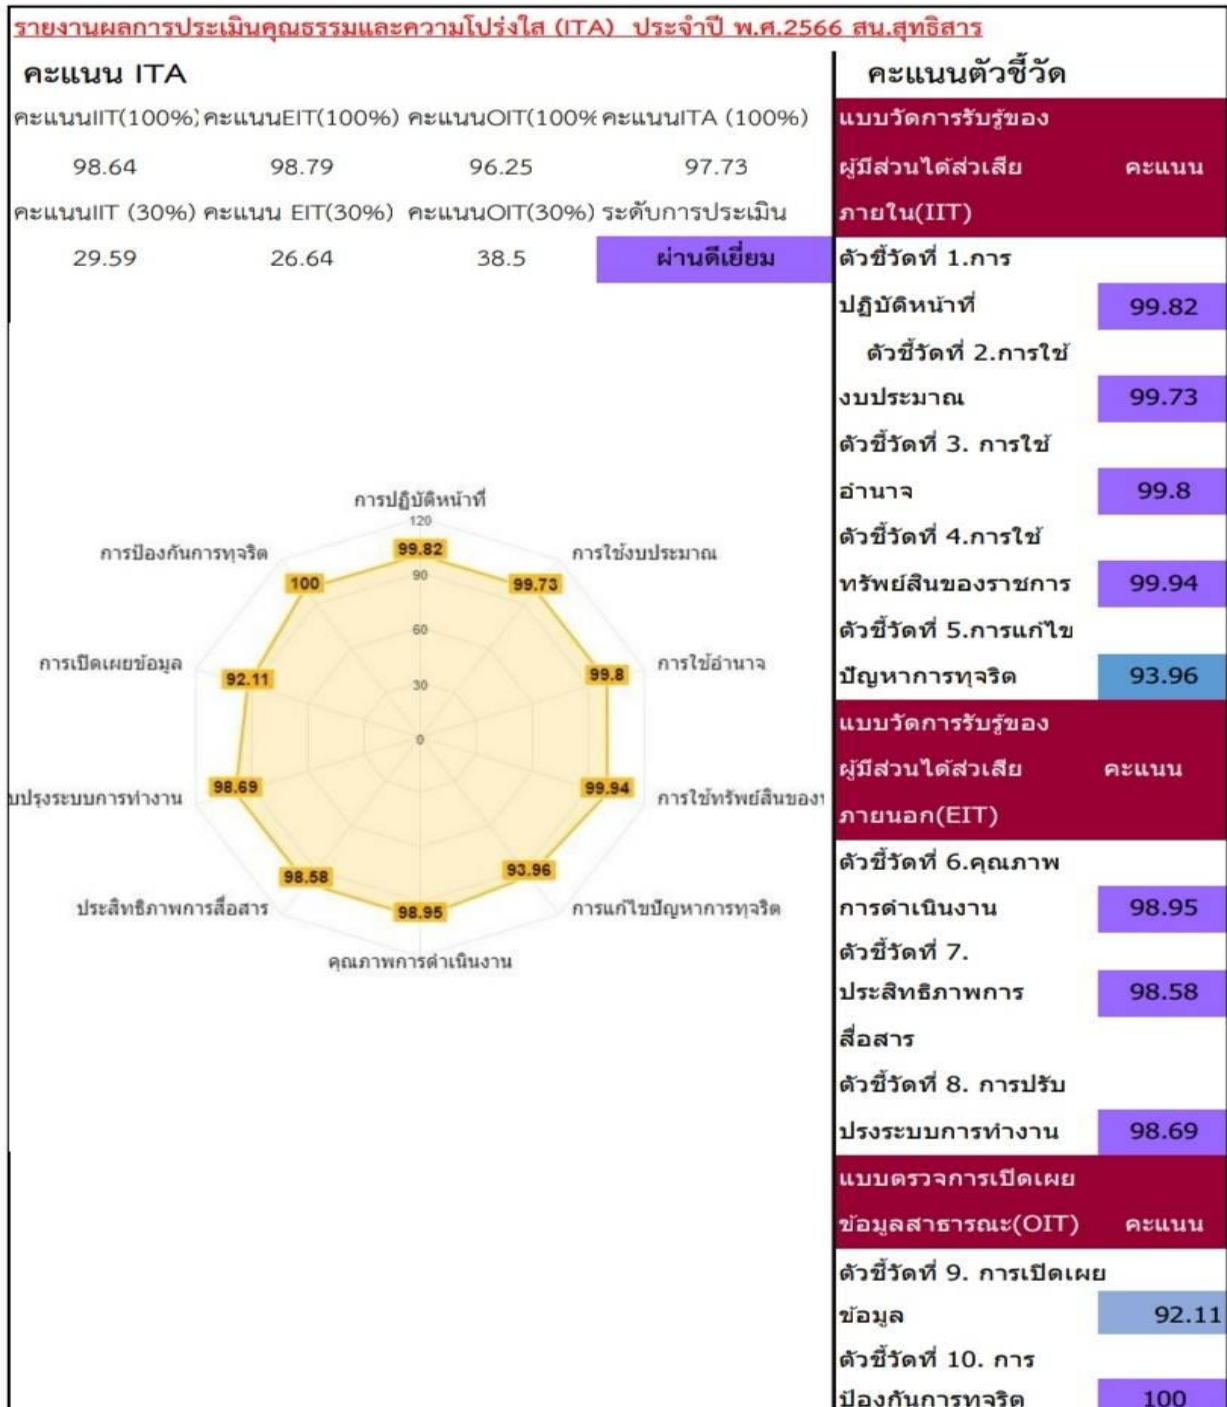 รายงานผลการประเมินคุณธรรมและความโปร่งใส (ITA) ประจำปี พ.ศ.2566 สน.สุทธิสาร
คะแนน ITA
คะแนนIIT(100%) คะแนนEIT(100%) คะแนนOIT(100% คะแนนITA (100%)
98.64 98.79 96.25 97.73
คะแนนIIT (30%) คะแนน EIT(30%) คะแนนOIT(30%) ระดับการประเมิน
29.59 26.64 38.5 ผ่านดีเยี่ยม
การปฏิบัติหน้าที่
120
99.82
การป้องกันการทุจริต
การใช้งบประมาณ
100
90
99.73
60
การเปิดเผยข้อมูล
การใช้อำนาจ
92.11
30
99.8
0
บปรุงระบบการทำงาน
98.69
99.94
การใช้ทรัพย์สินของ
98.58
93.96
ประสิทธิภาพการสื่อสาร
98.95
การแก้ไขปัญหาการทุจริต
คุณภาพการดำเนินงาน
คะแนนตัวชี้วัด
แบบวัดการรับรู้ของ
ผู้มีส่วนได้ส่วเสีย คะแนน
ภายใน(IIT)
ตัวชี้วัดที่ 1.การ
ปฏิบัติหน้าที่ 99.82
ตัวชี้วัดที่ 2.การใช้
งบประมาณ 99.73
ตัวชี้วัดที่ 3. การใช้
อำนาจ 99.8
ตัวชี้วัดที่ 4.การใช้
ทรัพย์สินของราชการ 99.94
ตัวชี้วัดที่ 5.การแก้ไข
ปัญหาการทุจริต 93.96
แบบวัดการรับรู้ของ
ผู้มีส่วนได้ส่วเสีย คะแนน
ภายนอก(EIT)
ตัวชี้วัดที่ 6.คุณภาพ
การดำเนินงาน 98.95
ตัวชี้วัดที่ 7.
ประสิทธิภาพการ 98.58
สื่อสาร
ตัวชี้วัดที่ 8. การปรับ
ปรงระบบการทำงาน 98.69
แบบตรวจการเปิดเผย
ข้อมูลสาธารณะ(OIT) คะแนน
ตัวชี้วัดที่ 9. การเปิดเผย
ข้อมูล 92.11
ตัวชี้วัดที่ 10. การ
ป้องกันการทุจริต 100